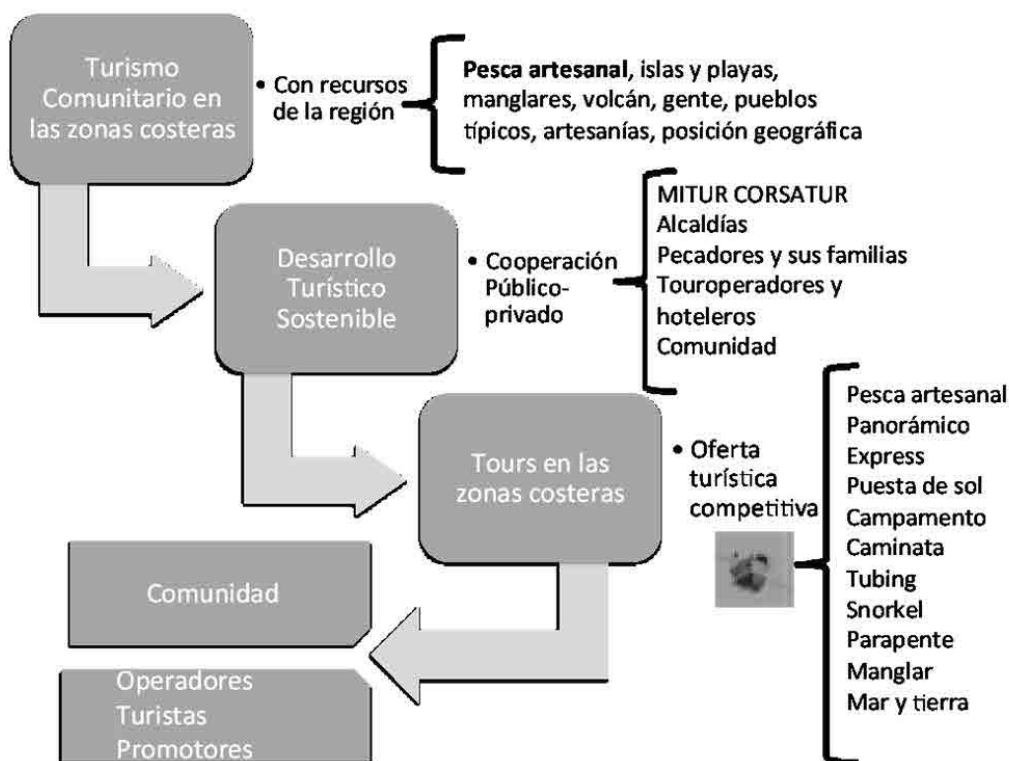 Turismo
Comunitario en
las zonas costeras
• Con recursos
de la región
Pesca artesanal, islas y playas,
manglares, volcán, gente, pueblos
típicos, artesanías, posición geográfica
Desarrollo
Turístico
Sostenible
• Cooperación
Público-
privado
MITUR CORSATUR
Alcaldías
Pecadores y sus familias
Touroperadores y
hoteleros
Comunidad
Tours en las
zonas costeras
• Oferta
turística
competitiva
Pesca artesanal
Panorámico
Express
Puesta de sol
Campamento
Caminata
Tubing
Snorkel
Parapente
Manglar
Mar y tierra
Comunidad
Operadores
Turistas
Promotores